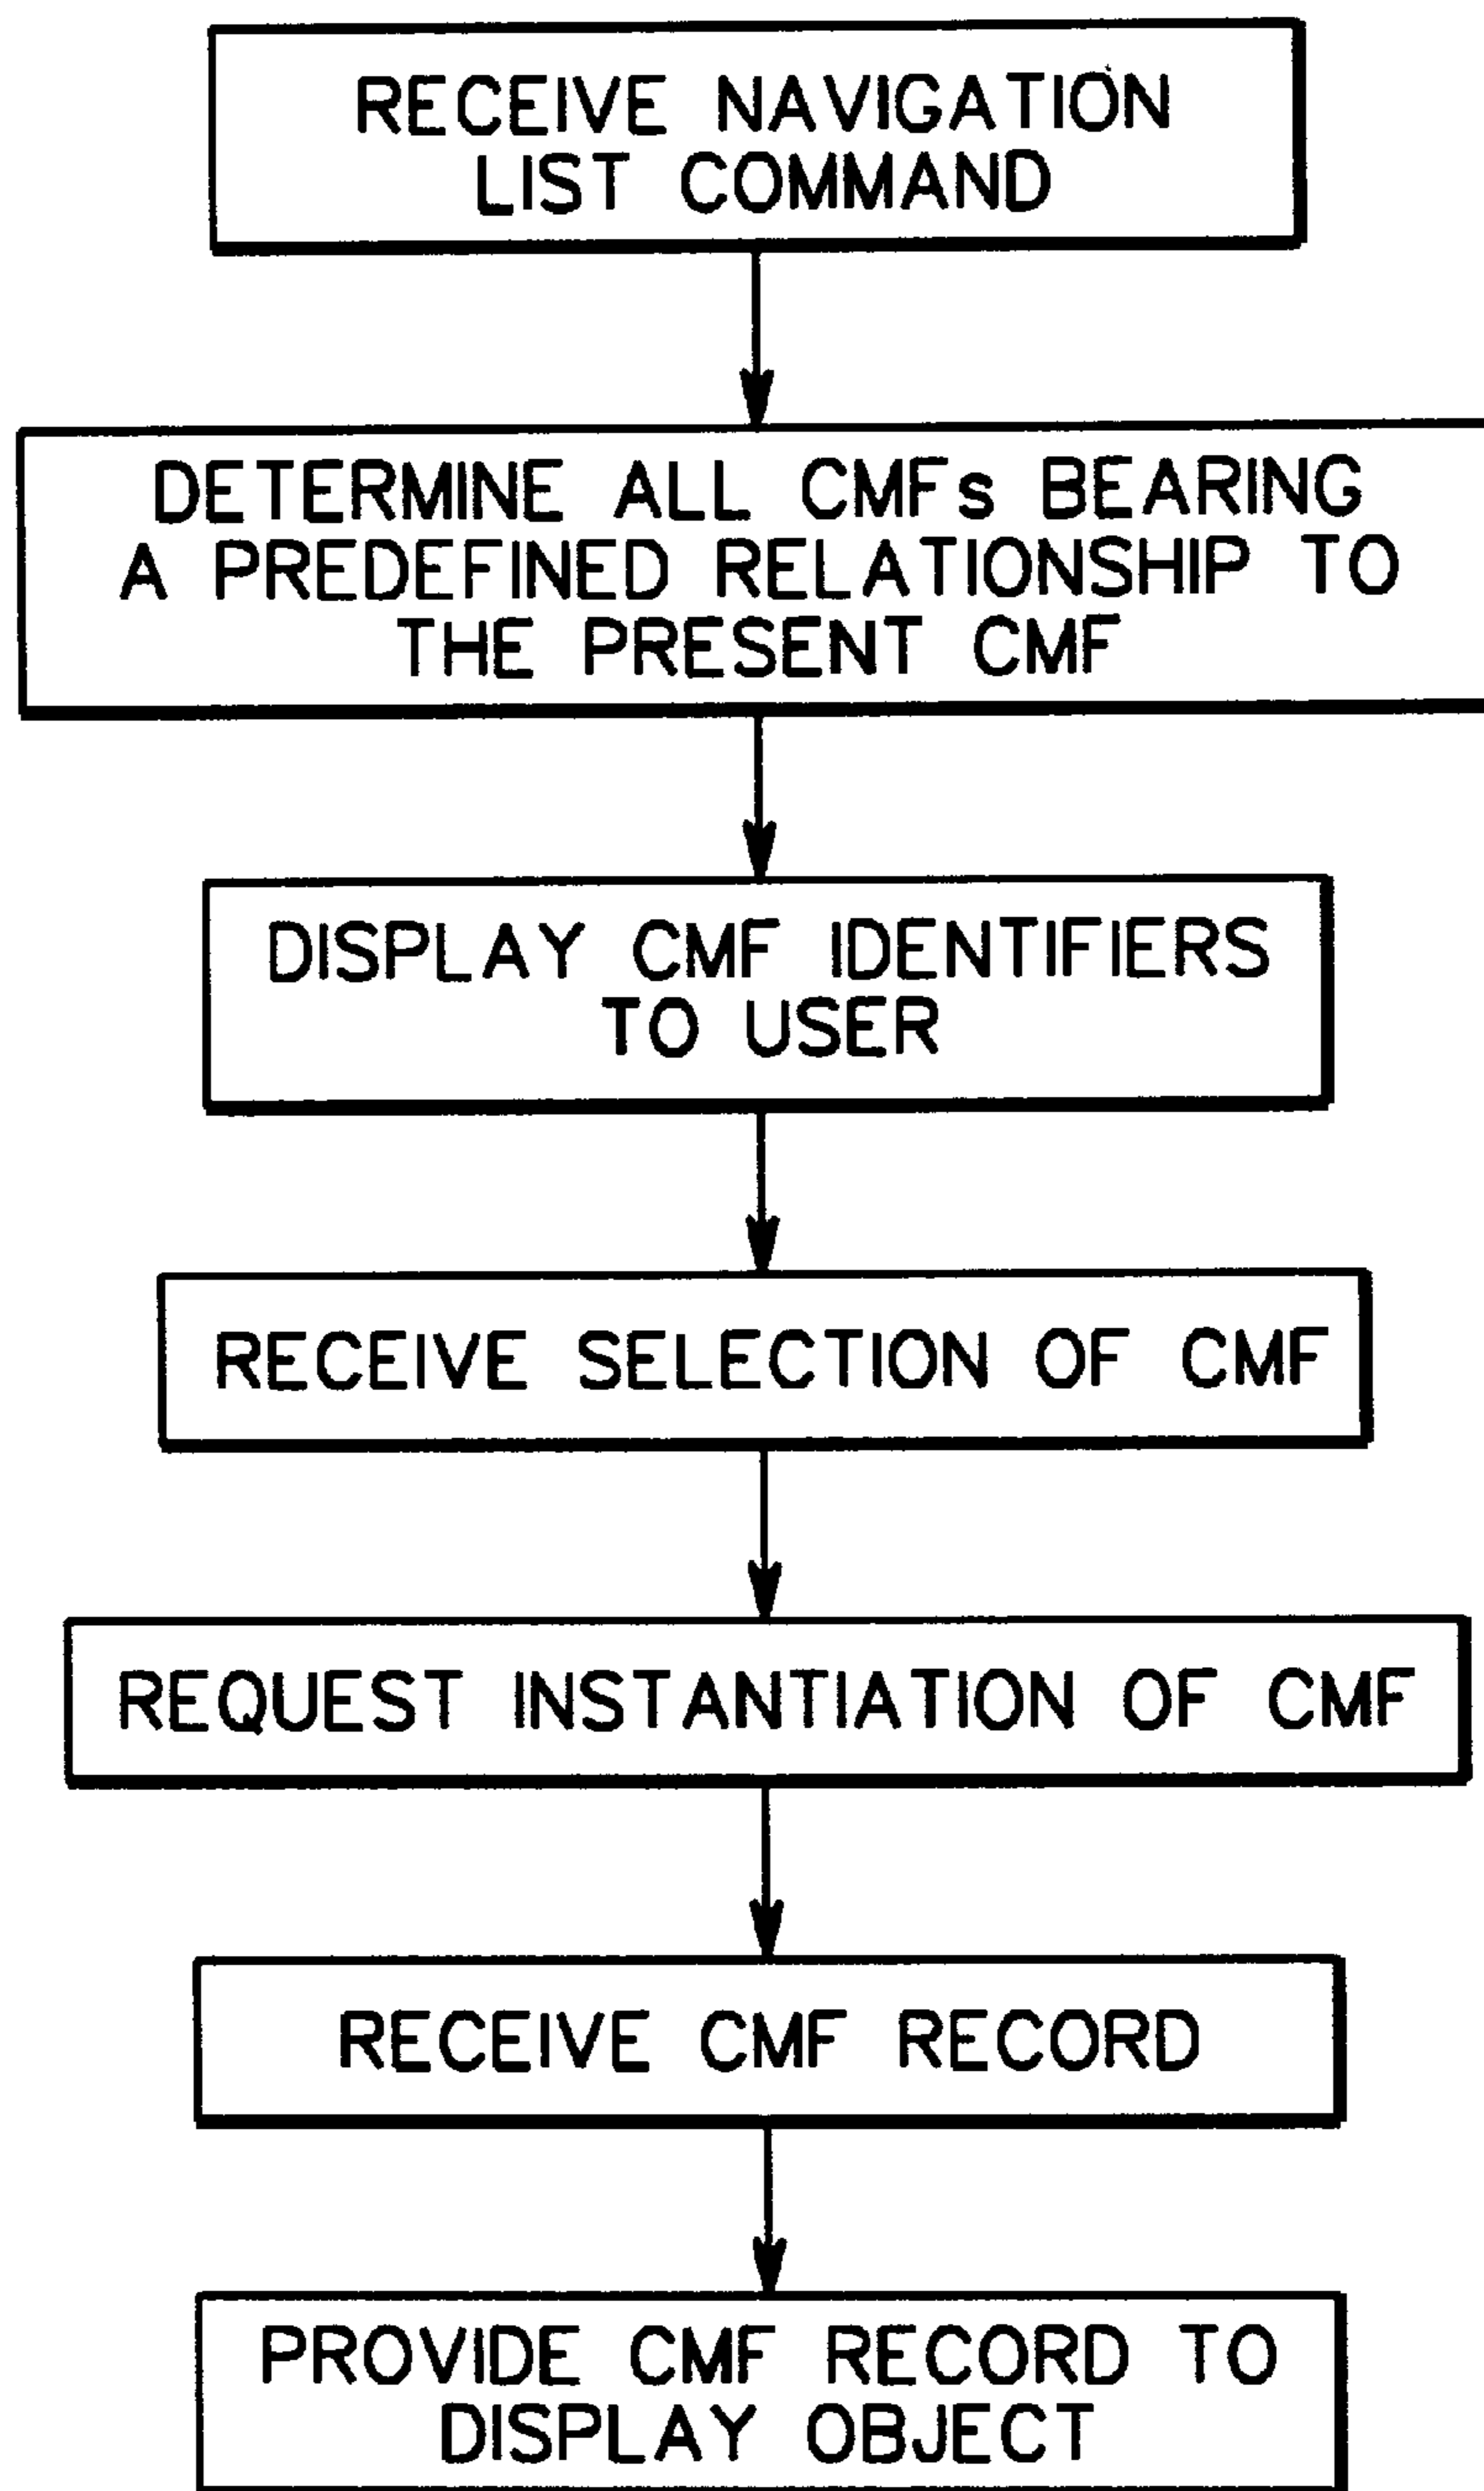 RECEIVE NAVIGATION
LIST COMMAND
DETERMINE ALL CMFs BEARING
A PREDEFINED RELATIONSHIP TO
THE PRESENT CMF
DISPLAY CMF IDENTIFIERS
TO USER
RECEIVE SELECTION OF CMF
REQUEST INSTANTIATION OF CMF
RECEIVE CMF RECORD
PROVIDE CMF RECORD TO
DISPLAY OBJECT